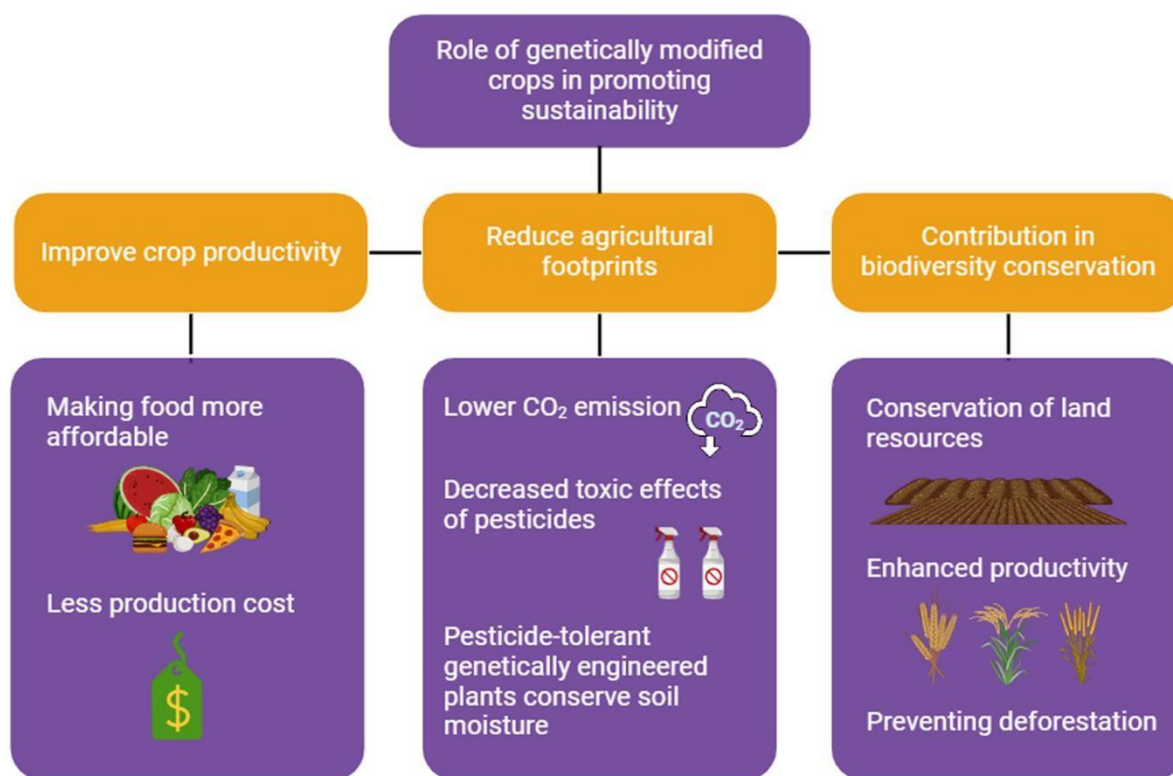 Role of genetically modified
crops in promoting
sustainability
Improve crop productivity
Reduce agricultural
footprints
Contribution in
biodiversity conservation
Making food more
affordable
Less production cost
$
Lower CO₂ emission
CO₂
Decreased toxic effects
of pesticides
Pesticide-tolerant
genetically engineered
plants conserve soil
moisture
Conservation of land
resources
Enhanced productivity
Preventing deforestation